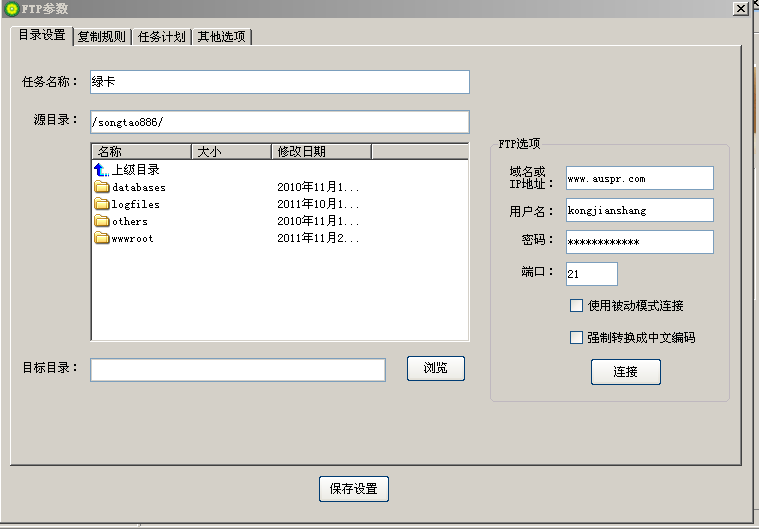 FTP参数
目录设置 复制规则 任务计划 其他选项
任务名称： 绿卡
源目录： /songtao886/
名称 大小 修改日期
上级目录
databases 2010年11月1...
logfiles 2011年10月1...
others 2010年11月1...
wwwroot 2011年11月2...
目标目录： 浏览
FTP选项
域名或
IP地址： www.auspr.com
用户名： kongjianshang
密码： ************
端口： 21
使用被动模式连接
强制转换成中文编码
连接
保存设置